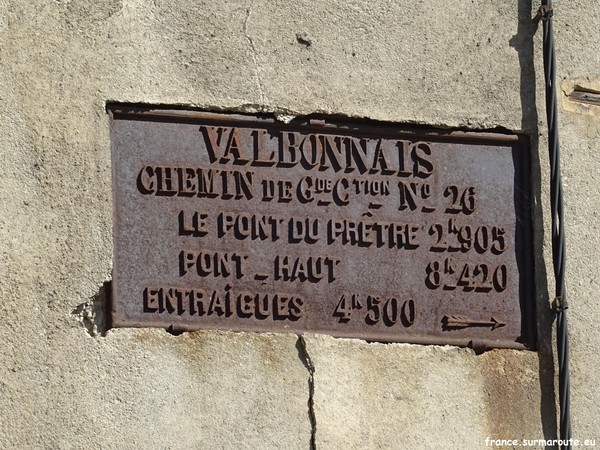 VALBONNAIS
CHEMIN DE GDE CTION NO 26
LE PONT DU PRÊTRE 2K905
PONT - HAUT 8K420
ENTRAÍGUES 4K500
france.surmaroute.eu